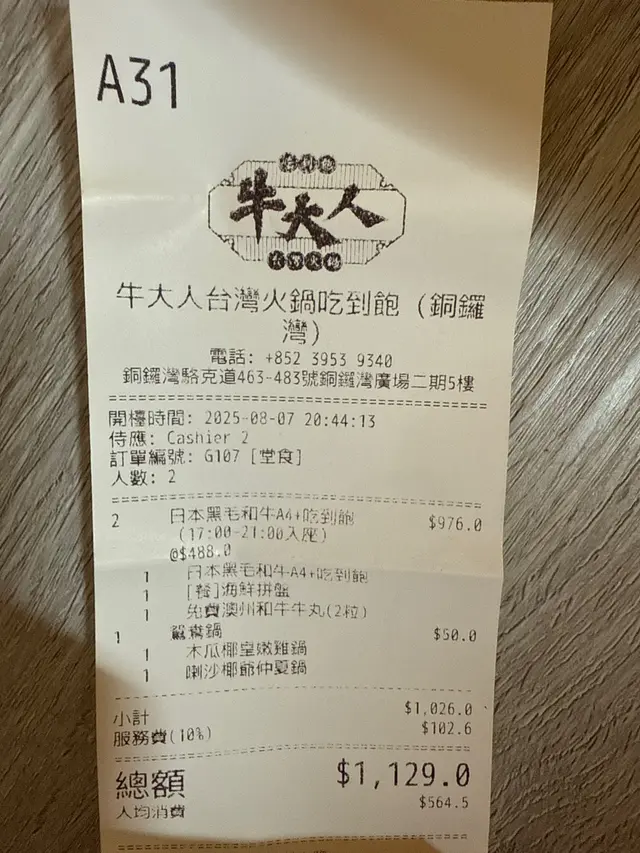 A31
牛大人
牛大人台灣火鍋吃到飽 (銅鑼
灣)
電話: +852 3953 9340
銅鑼灣駱克道463-483號銅鑼灣廣場二期5樓
開檯時間: 2025-08-07 20:44:13
侍應: Cashier 2
訂單編號: G107 [堂食]
人數: 2
2 日本黑毛和牛A4+吃到飽 $976.0
(17:00-21:00入座)
@$488.0
1 日本黑毛和牛A4+吃到飽
1 [餐]海鮮拼盤
1 免費澳州和牛牛丸(2粒)
1 鴛鴦鍋 $50.0
1 木瓜椰皇嫩雞鍋
1 喇沙椰爺仲夏鍋
小計 $1,026.0
服務費(10%) $102.6
總額 $1,129.0
人均消費 $564.5